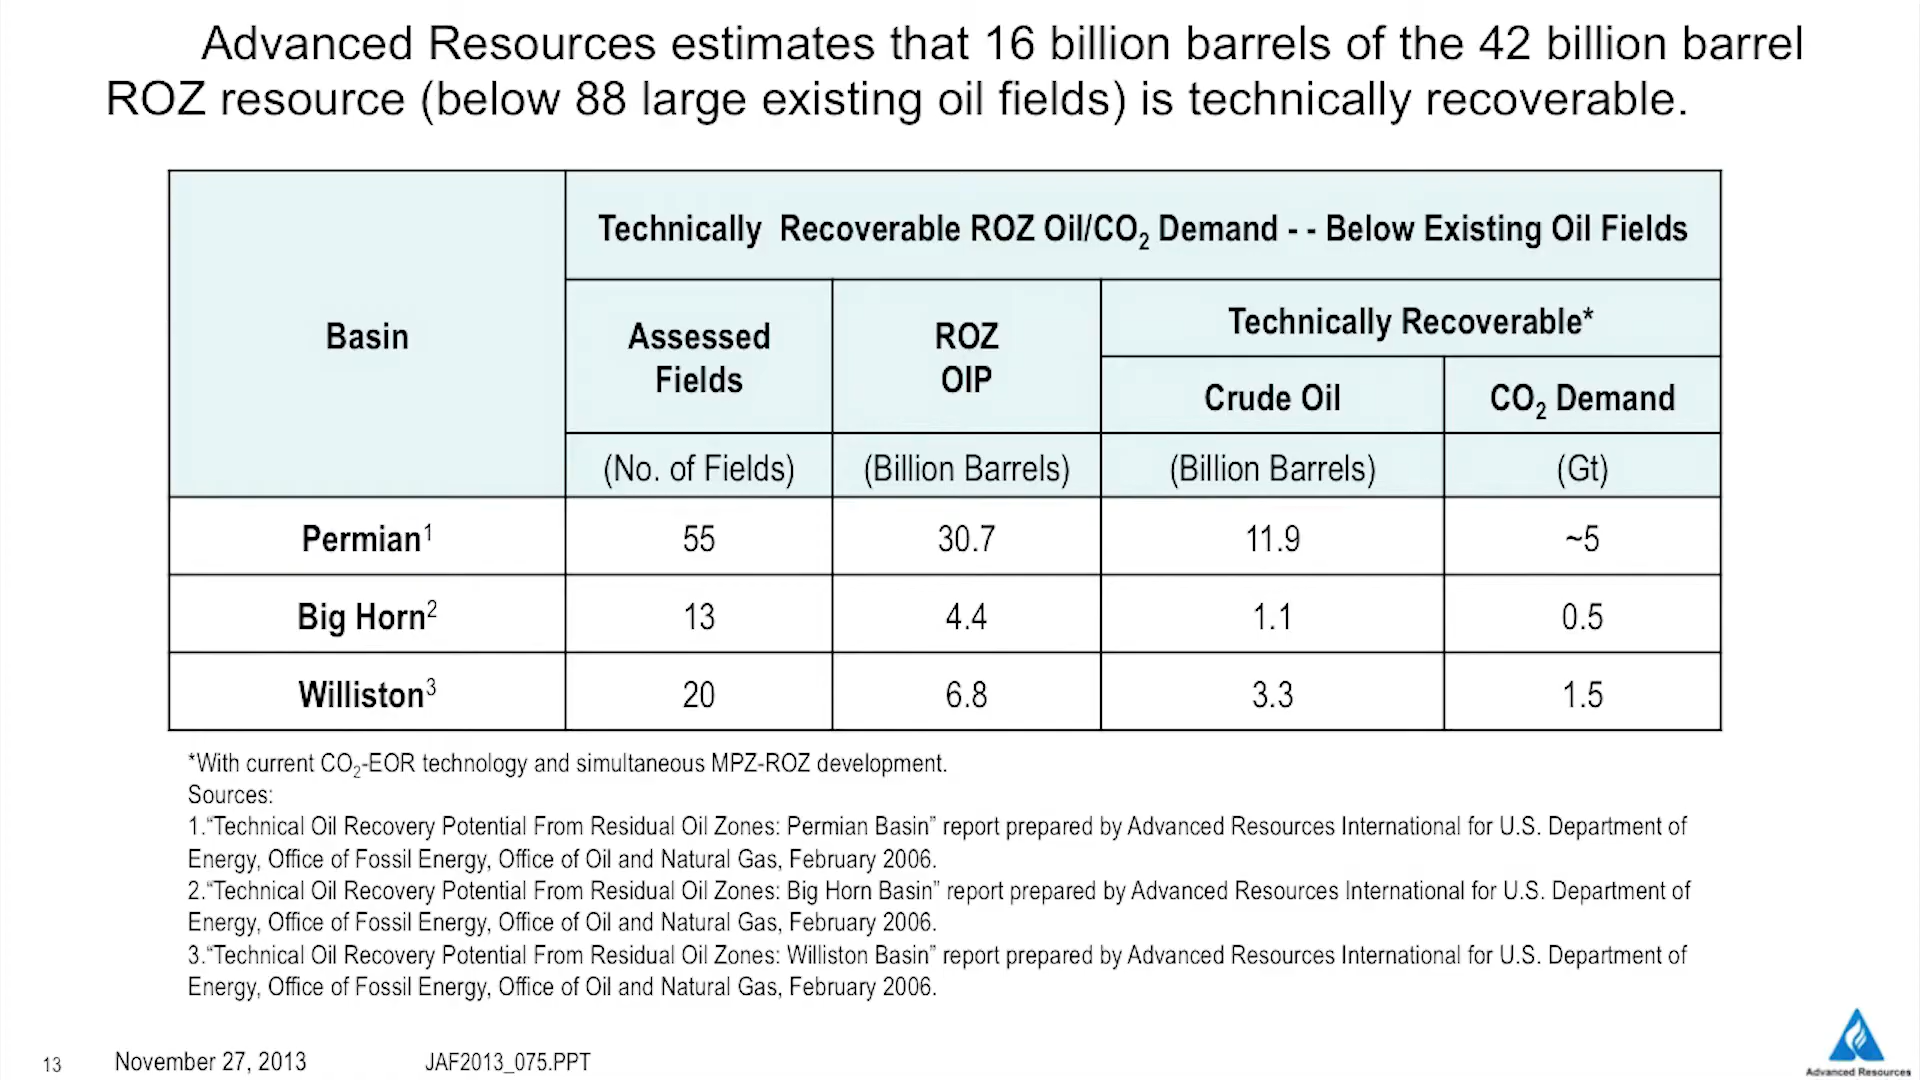 Advanced Resources estimates that 16 billion barrels of the 42 billion barrel
ROZ resource (below 88 large existing oil fields) is technically recoverable.
Basin
Technically Recoverable ROZ Oil/CO₂ Demand - - Below Existing Oil Fields
Assessed
Fields
ROZ
OIP
Technically Recoverable*
Crude Oil
CO₂ Demand
(No. of Fields)
(Billion Barrels)
(Billion Barrels)
(Gt)
Permian¹ 55 30.7 11.9 ~5
Big Horn² 13 4.4 1.1 0.5
Williston³ 20 6.8 3.3 1.5
*With current CO₂-EOR technology and simultaneous MPZ-ROZ development.
Sources:
1.“Technical Oil Recovery Potential From Residual Oil Zones: Permian Basin” report prepared by Advanced Resources International for U.S. Department of
Energy, Office of Fossil Energy, Office of Oil and Natural Gas, February 2006.
2.“Technical Oil Recovery Potential From Residual Oil Zones: Big Horn Basin” report prepared by Advanced Resources International for U.S. Department of
Energy, Office of Fossil Energy, Office of Oil and Natural Gas, February 2006.
3.“Technical Oil Recovery Potential From Residual Oil Zones: Williston Basin” report prepared by Advanced Resources International for U.S. Department of
Energy, Office of Fossil Energy, Office of Oil and Natural Gas, February 2006.
13 November 27, 2013 JAF2013_075.PPT
Advanced Resources